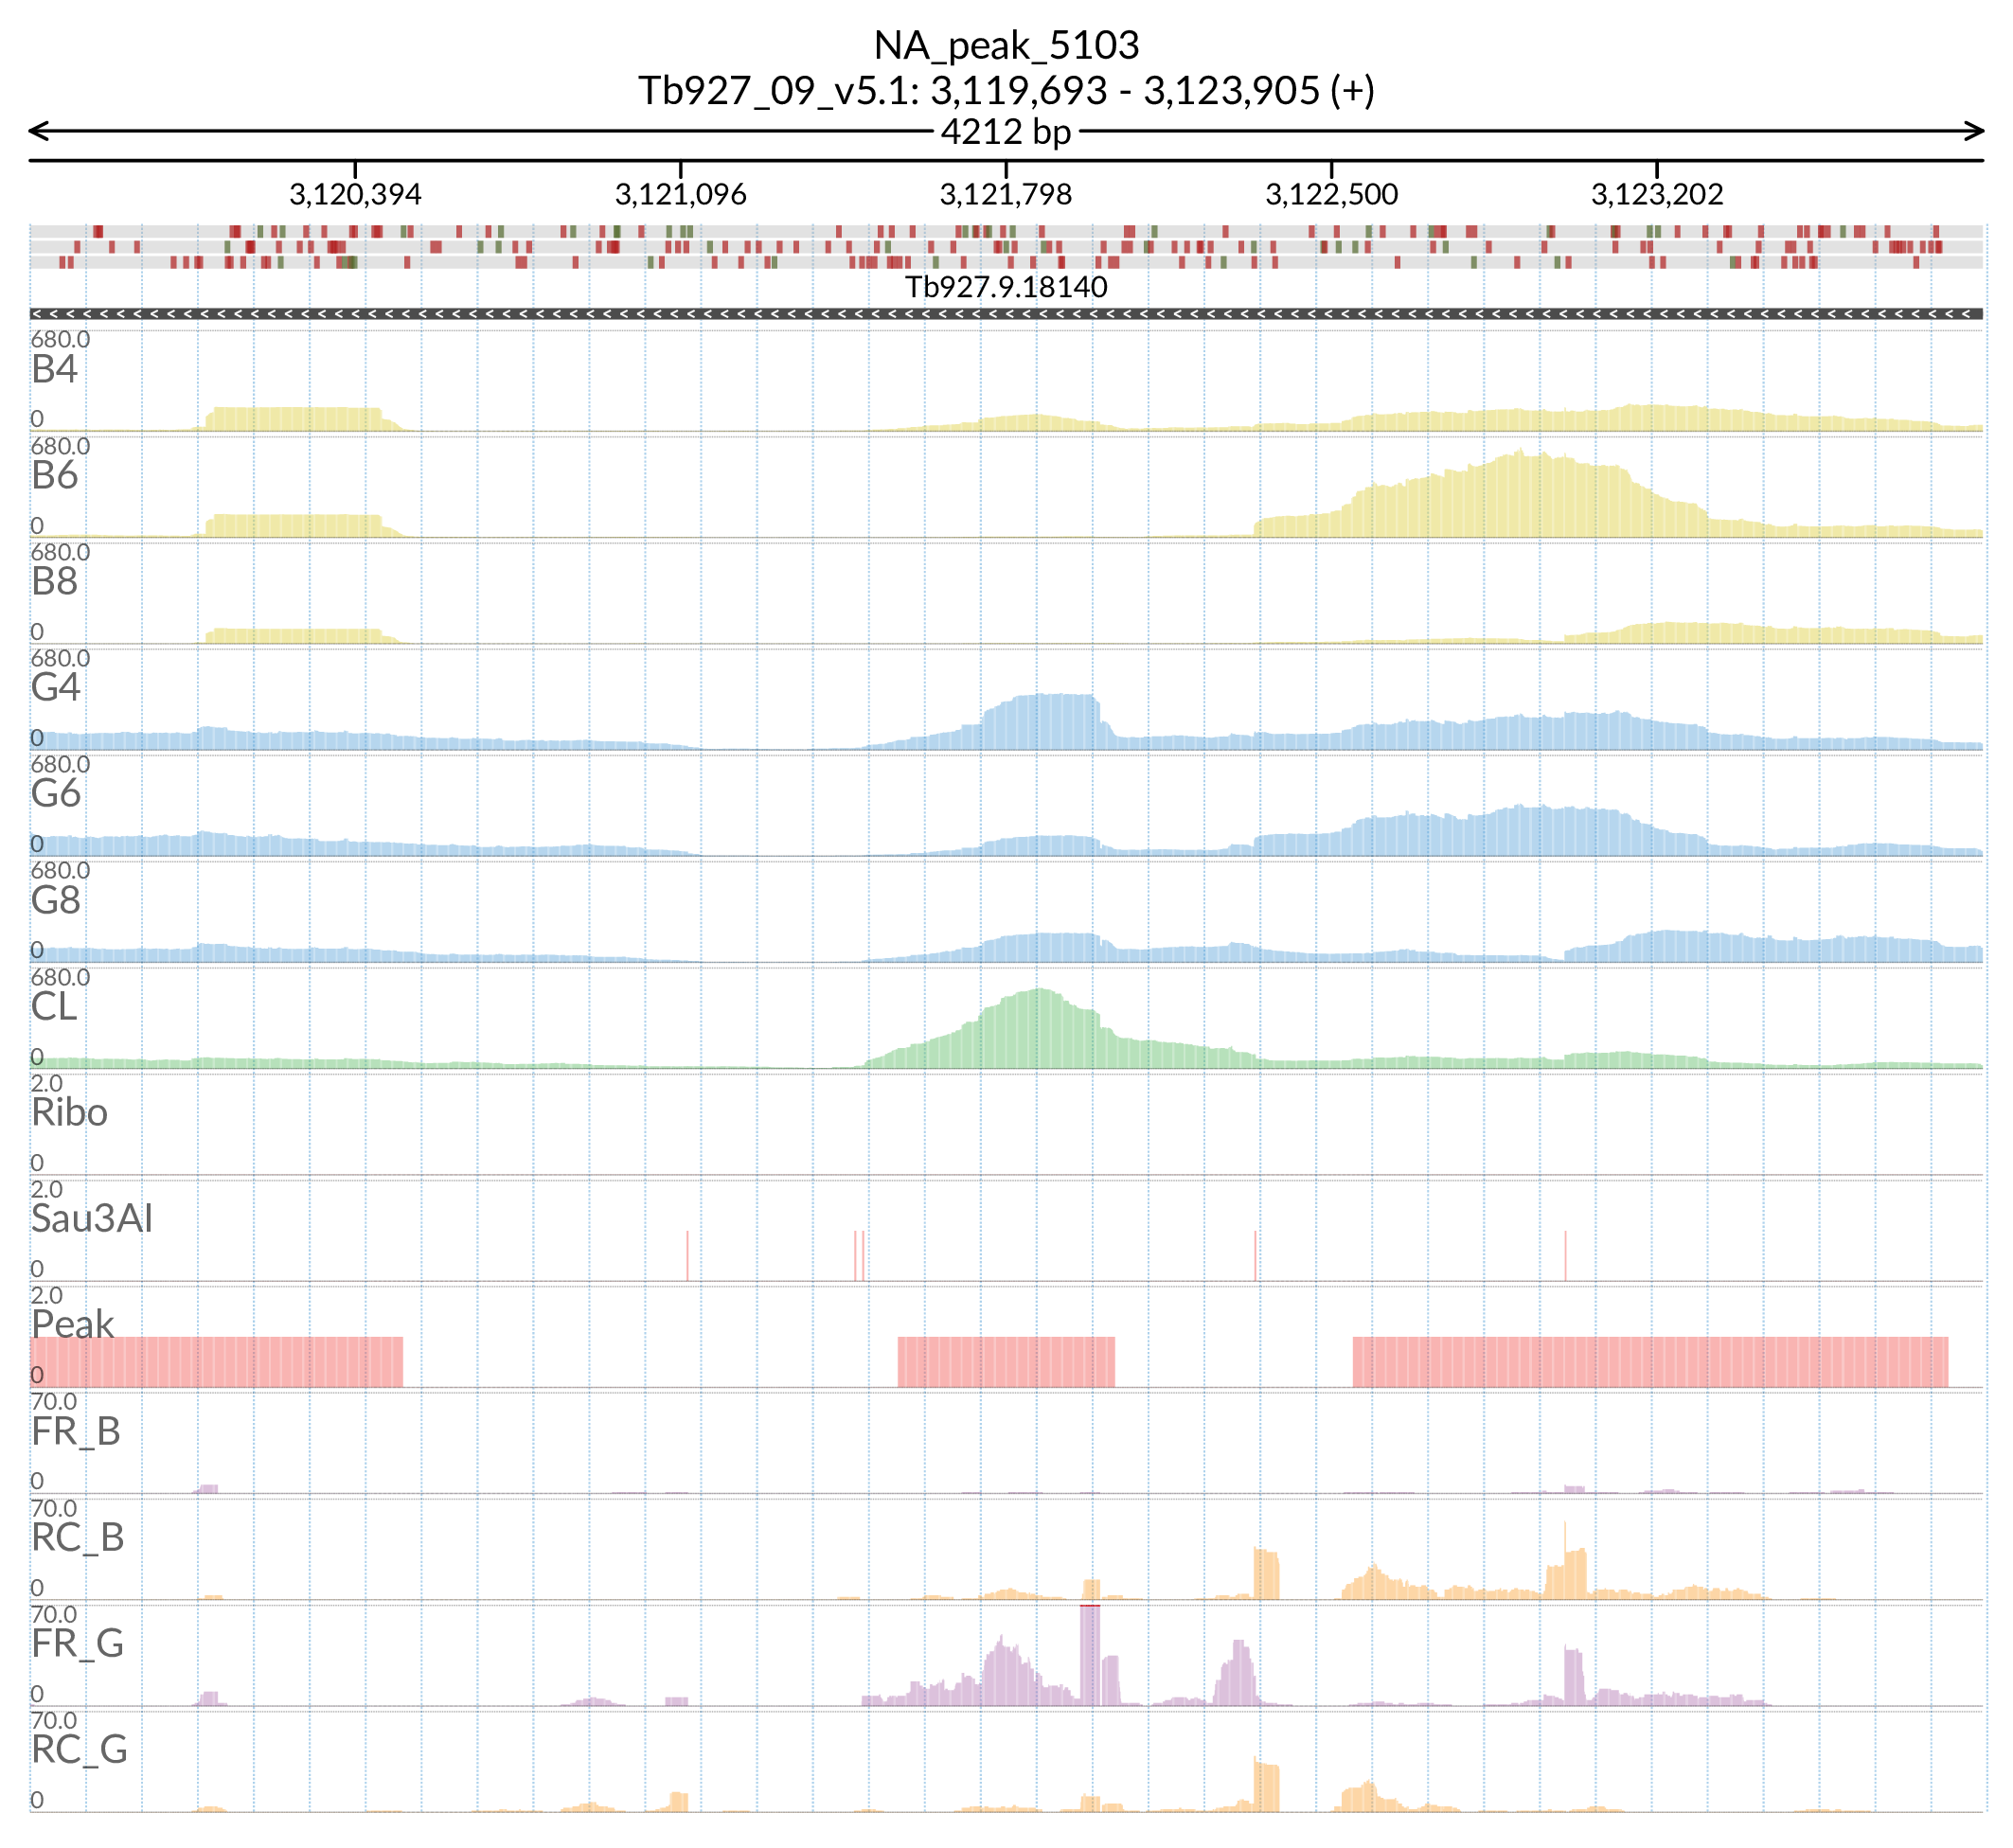 NA_peak_5103
Tb927_09_v5.1: 3,119,693 - 3,123,905 (+)
4212 bp
3,120,394 3,121,096 3,121,798 3,122,500 3,123,202
Tb927.9.18140
680.0
B4
0
680.0
B6
0
680.0
B8
0
680.0
G4
0
680.0
G6
0
680.0
G8
0
680.0
CL
0
2.0
Ribo
0
2.0
Sau3AI
0
2.0
Peak
0
70.0
FR_B
0
70.0
RC_B
0
70.0
FR_G
0
70.0
RC_G
0